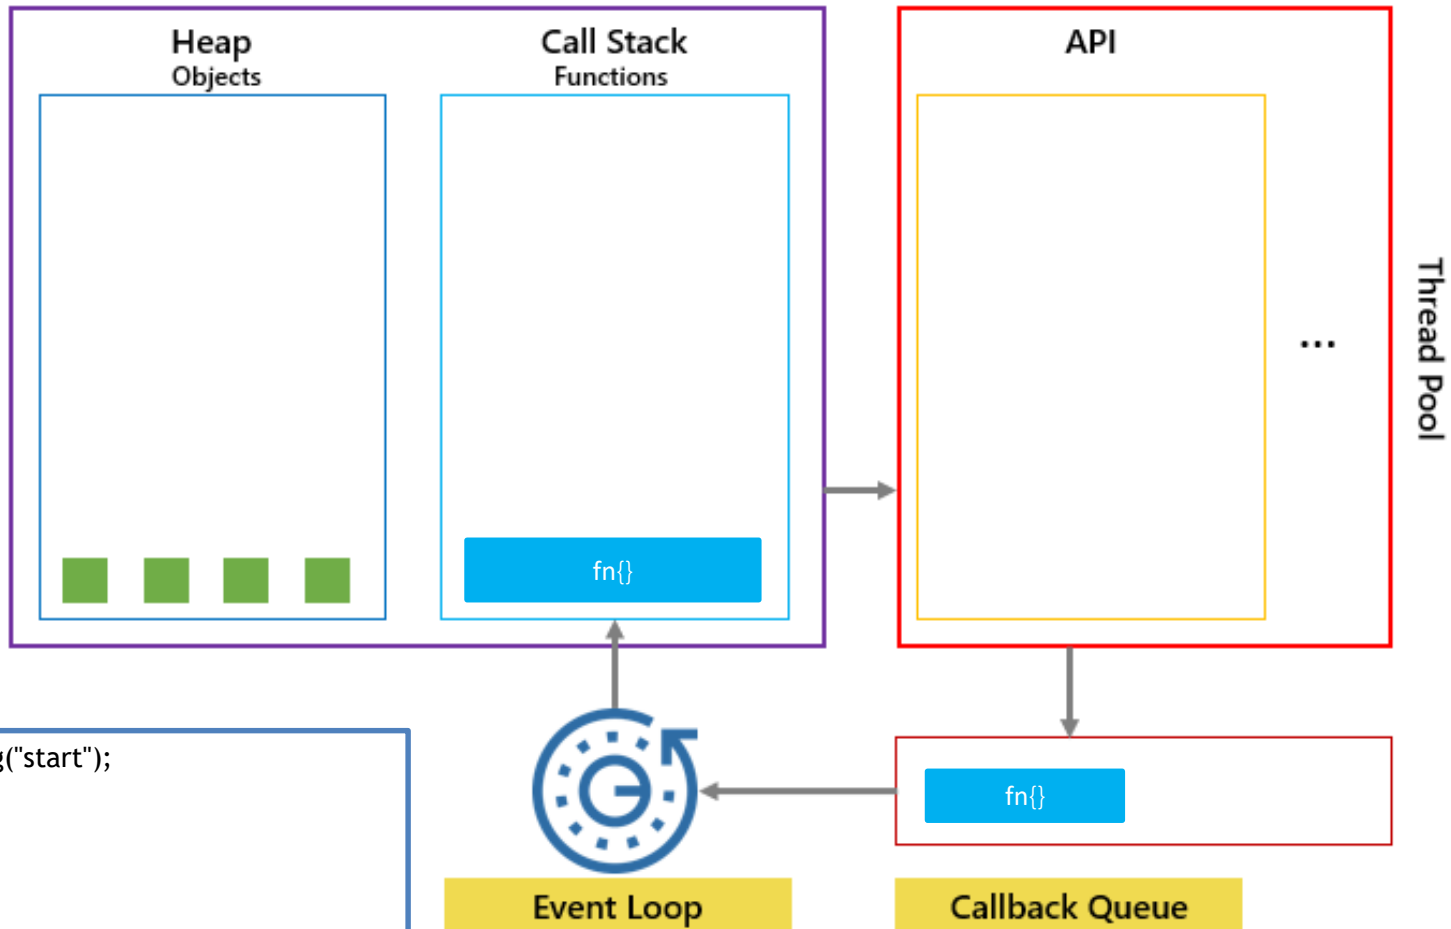 Heap
Objects
Call Stack
Functions
API
...
Thread Pool
fn{}
g("start");
fn{}
Event Loop
Callback Queue